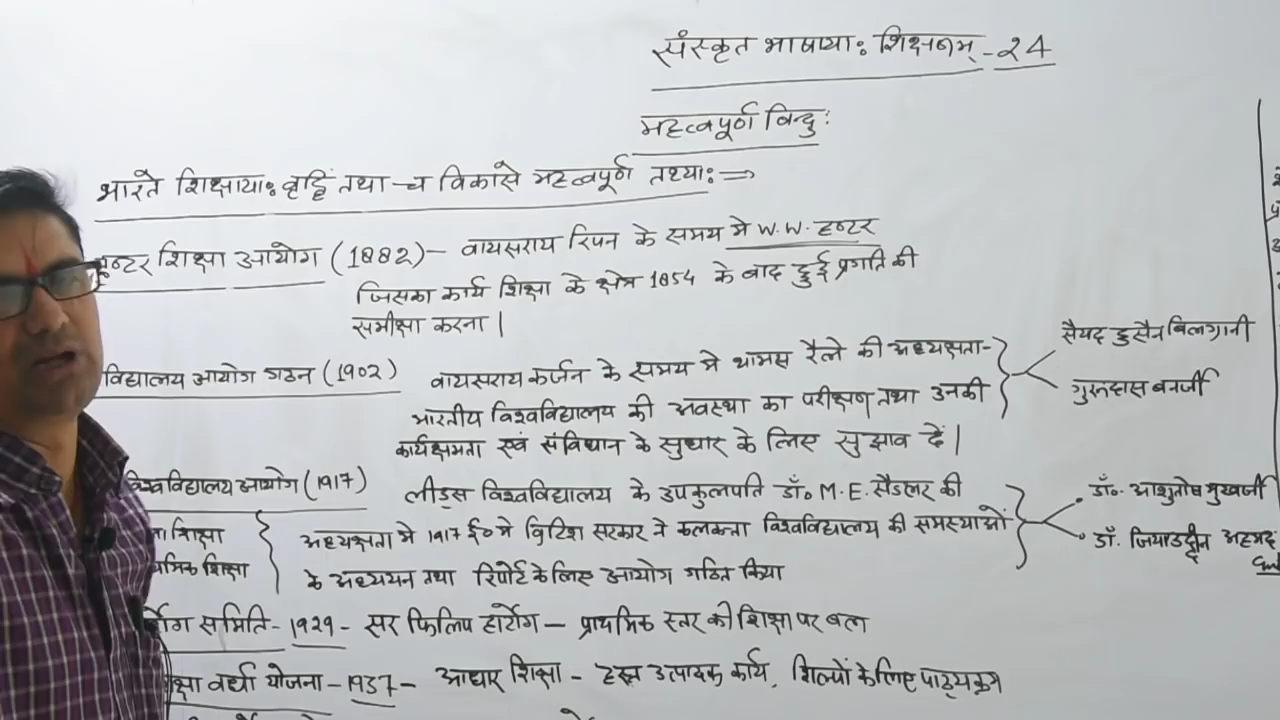 संस्कृत भाषायाः शिक्षणम् - 24
महत्वपूर्ण विन्दुः
भारते शिक्षायाः वृद्धिं तथा च विकासे महत्वपूर्ण तथ्याः ⇒
हण्टर शिक्षा आयोग (1882) - वायसराय रिपन के समय मे W.W. हण्टर
जिसका कार्य शिक्षा के क्षेत्र 1854 के बाद हुई प्रगति की
समीक्षा करना |
विद्यालय आयोग गठन (1902) वायसराय कर्जन के समय मे थामस रैले की अध्यक्षता -
भारतीय विश्वविद्यालय की अवस्था का परीक्षण तथा उनकी
कार्यक्षमता एवं संविधान के सुधार के लिए सुझाव दें |
सैयद हुसैन बिलग्रानी
गुरुदास बनर्जी
विश्वविद्यालय आयोग (1917) लीड्स विश्वविद्यालय के उपकुलपति डॉ० M.E. सैडलर की
अध्यक्षता मे 1917 ई० मे ब्रिटिश सरकार ने कलकत्ता विश्वविद्यालय की समस्याओं
के अध्ययन तथा रिपोर्ट के लिए आयोग गठित किया
शिक्षा
मिक शिक्षा
डॉ० आशुतोष मुखर्जी
डॉ. जियाउद्दीन अहमद
र्टोग समिति - 1929 - सर फिलिप हार्टोग - प्राथमिक स्तर की शिक्षा पर बल
क्षा वर्धा योजना - 1937 - आधार शिक्षा - हस्त उत्पादक कार्य, शिल्पों के लिए पाठ्यक्रम